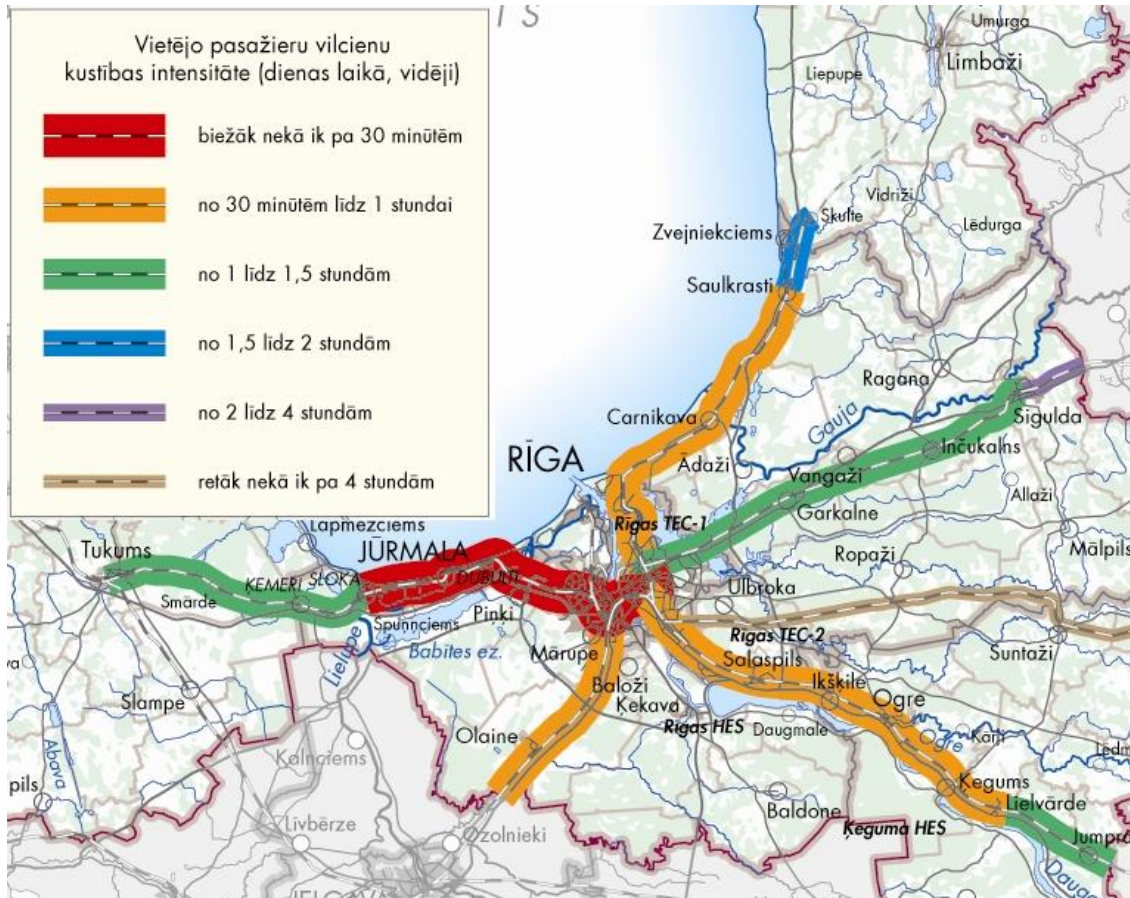 Vietējo pasažieru vilcienu
kustības intensitāte (dienas laikā, vidēji)
biežāk nekā ik pa 30 minūtēm
no 30 minūtēm līdz 1 stundai
no 1 līdz 1,5 stundām
no 1,5 līdz 2 stundām
no 2 līdz 4 stundām
retāk nekā ik pa 4 stundām
Umurga
Limbaži
Liepupe
Vidriži
Skulte
Lēdurga
Zvejniekciems
Saulkrasti
Ragana
Sigulda
Carnikava
Gauja
Inčukalns
RĪGA
Ādaži
Vangaži
Allaži
Garkalne
Lapmežciems
Rīgas TEC-1
Ropaži
Mālpils
Tukums
JŪRMALA
ĶEMERI
SLOKA
DUBULTI
Ulbroka
Smārde
Spuņņciems
Piņķi
Rīgas TEC-2
Babītes ez.
Mārupe
Salaspils
Suntaži
Lielupe
Baloži
Ikšķile
Slampe
Ķekava
Ogre
Rīgas HES
Daugmale
Ogre
Olaine
Kalnciems
Abava
pils
Ķegums
Baldone
Lielvārde
Līvbērze
Ozolnieki
Ķeguma HES
JELGAVA